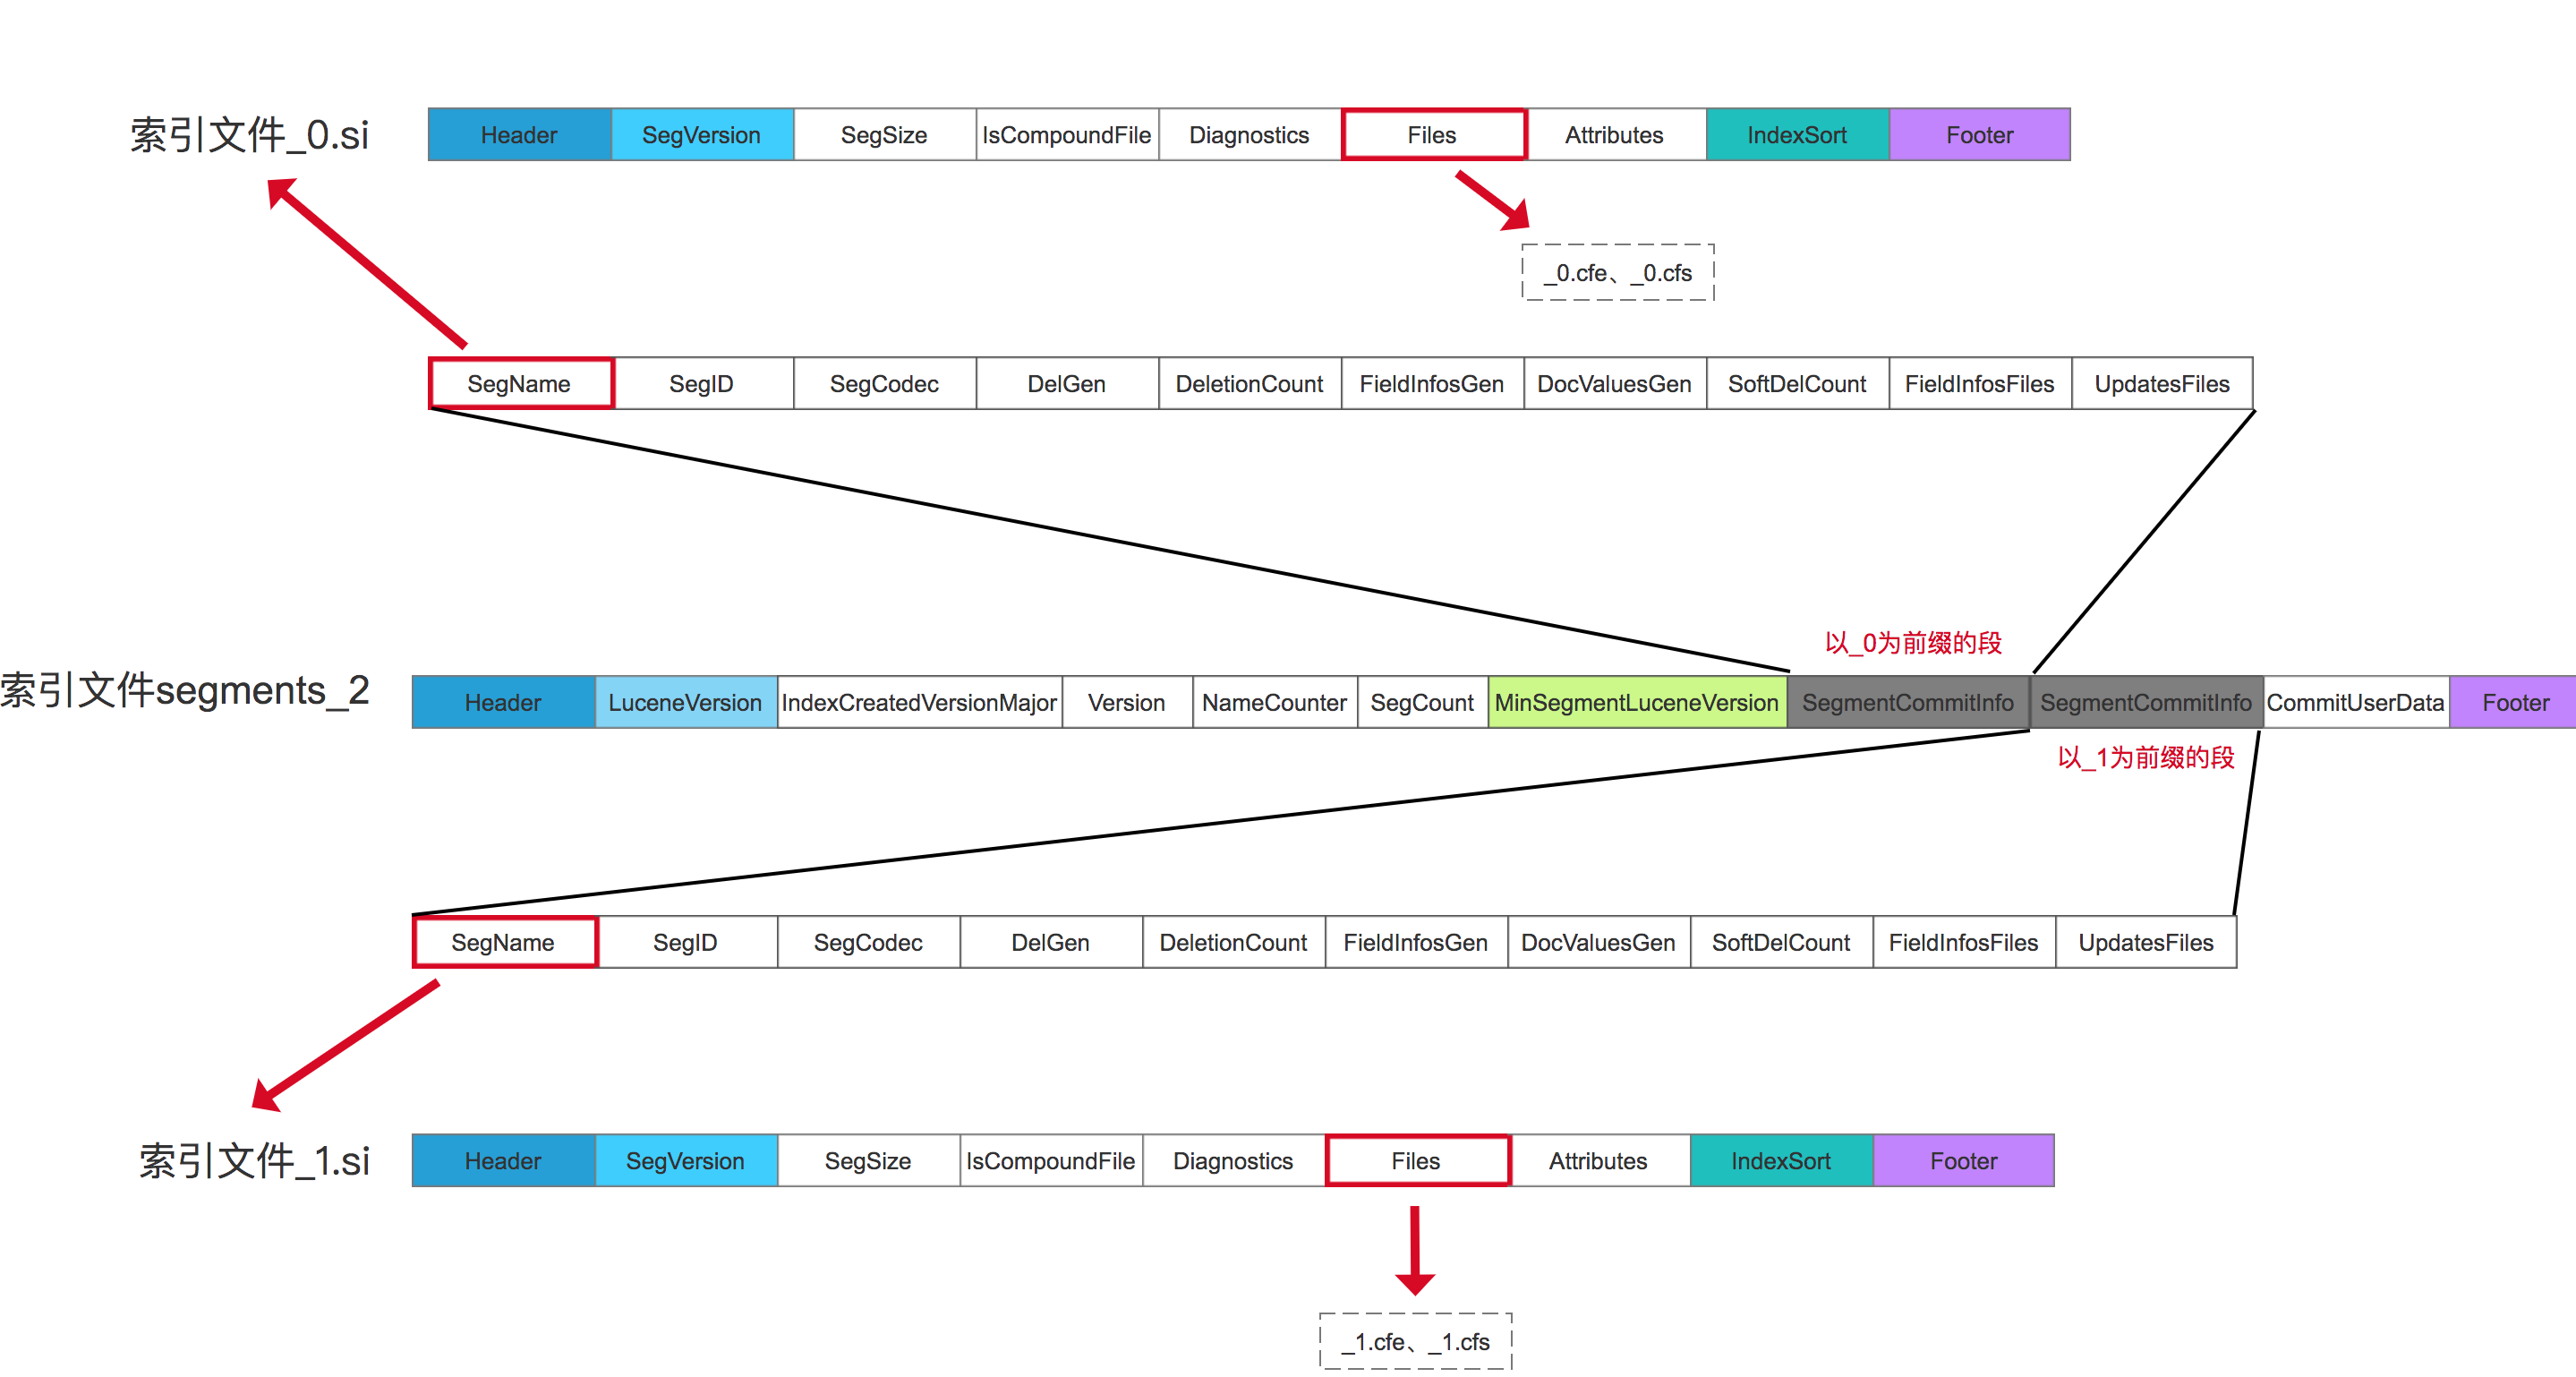 索引文件_0.si
Header SegVersion SegSize IsCompoundFile Diagnostics Files Attributes IndexSort Footer
_0.cfe、_0.cfs
SegName SegID SegCodec DelGen DeletionCount FieldInfosGen DocValuesGen SoftDelCount FieldInfosFiles UpdatesFiles
以_0为前缀的段
索引文件segments_2
Header LuceneVersion IndexCreatedVersionMajor Version NameCounter SegCount MinSegmentLuceneVersion SegmentCommitInfo SegmentCommitInfo CommitUserData Footer
以_1为前缀的段
SegName SegID SegCodec DelGen DeletionCount FieldInfosGen DocValuesGen SoftDelCount FieldInfosFiles UpdatesFiles
索引文件_1.si
Header SegVersion SegSize IsCompoundFile Diagnostics Files Attributes IndexSort Footer
_1.cfe、_1.cfs